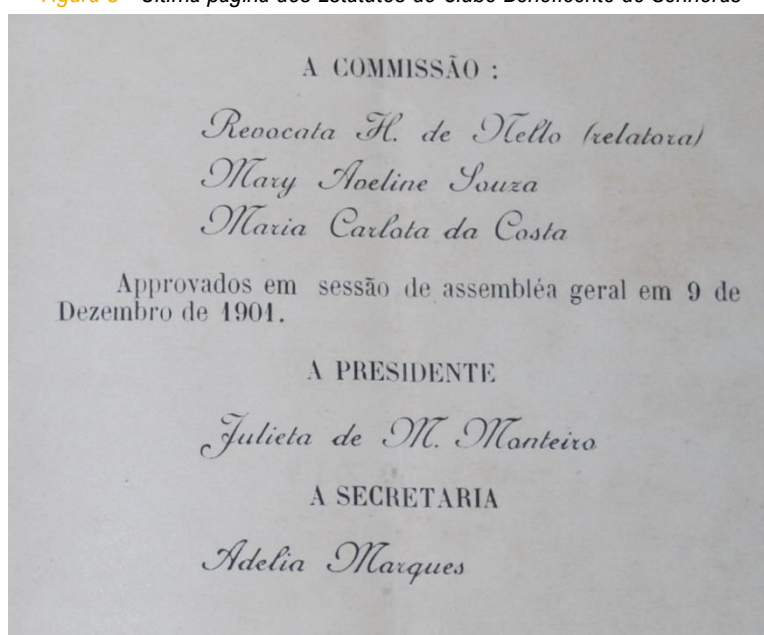 A COMMISSÃO :
Revocata H. de Mello (relatora)
Mary Aveline Souza
Maria Carlota da Costa
Approvados em sessão de assembléa geral em 9 de
Dezembro de 1901.
A PRESIDENTE
Julieta de M. Monteiro
A SECRETARIA
Adelia Marques